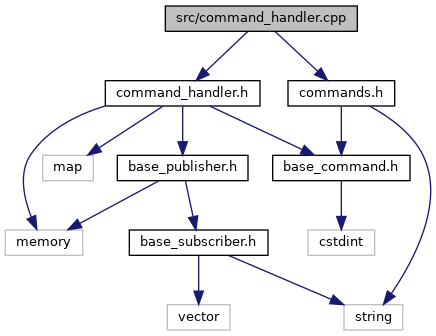 src/command_handler.cpp
command_handler.h
commands.h
map
base_publisher.h
base_command.h
memory
base_subscriber.h
cstdint
vector
string